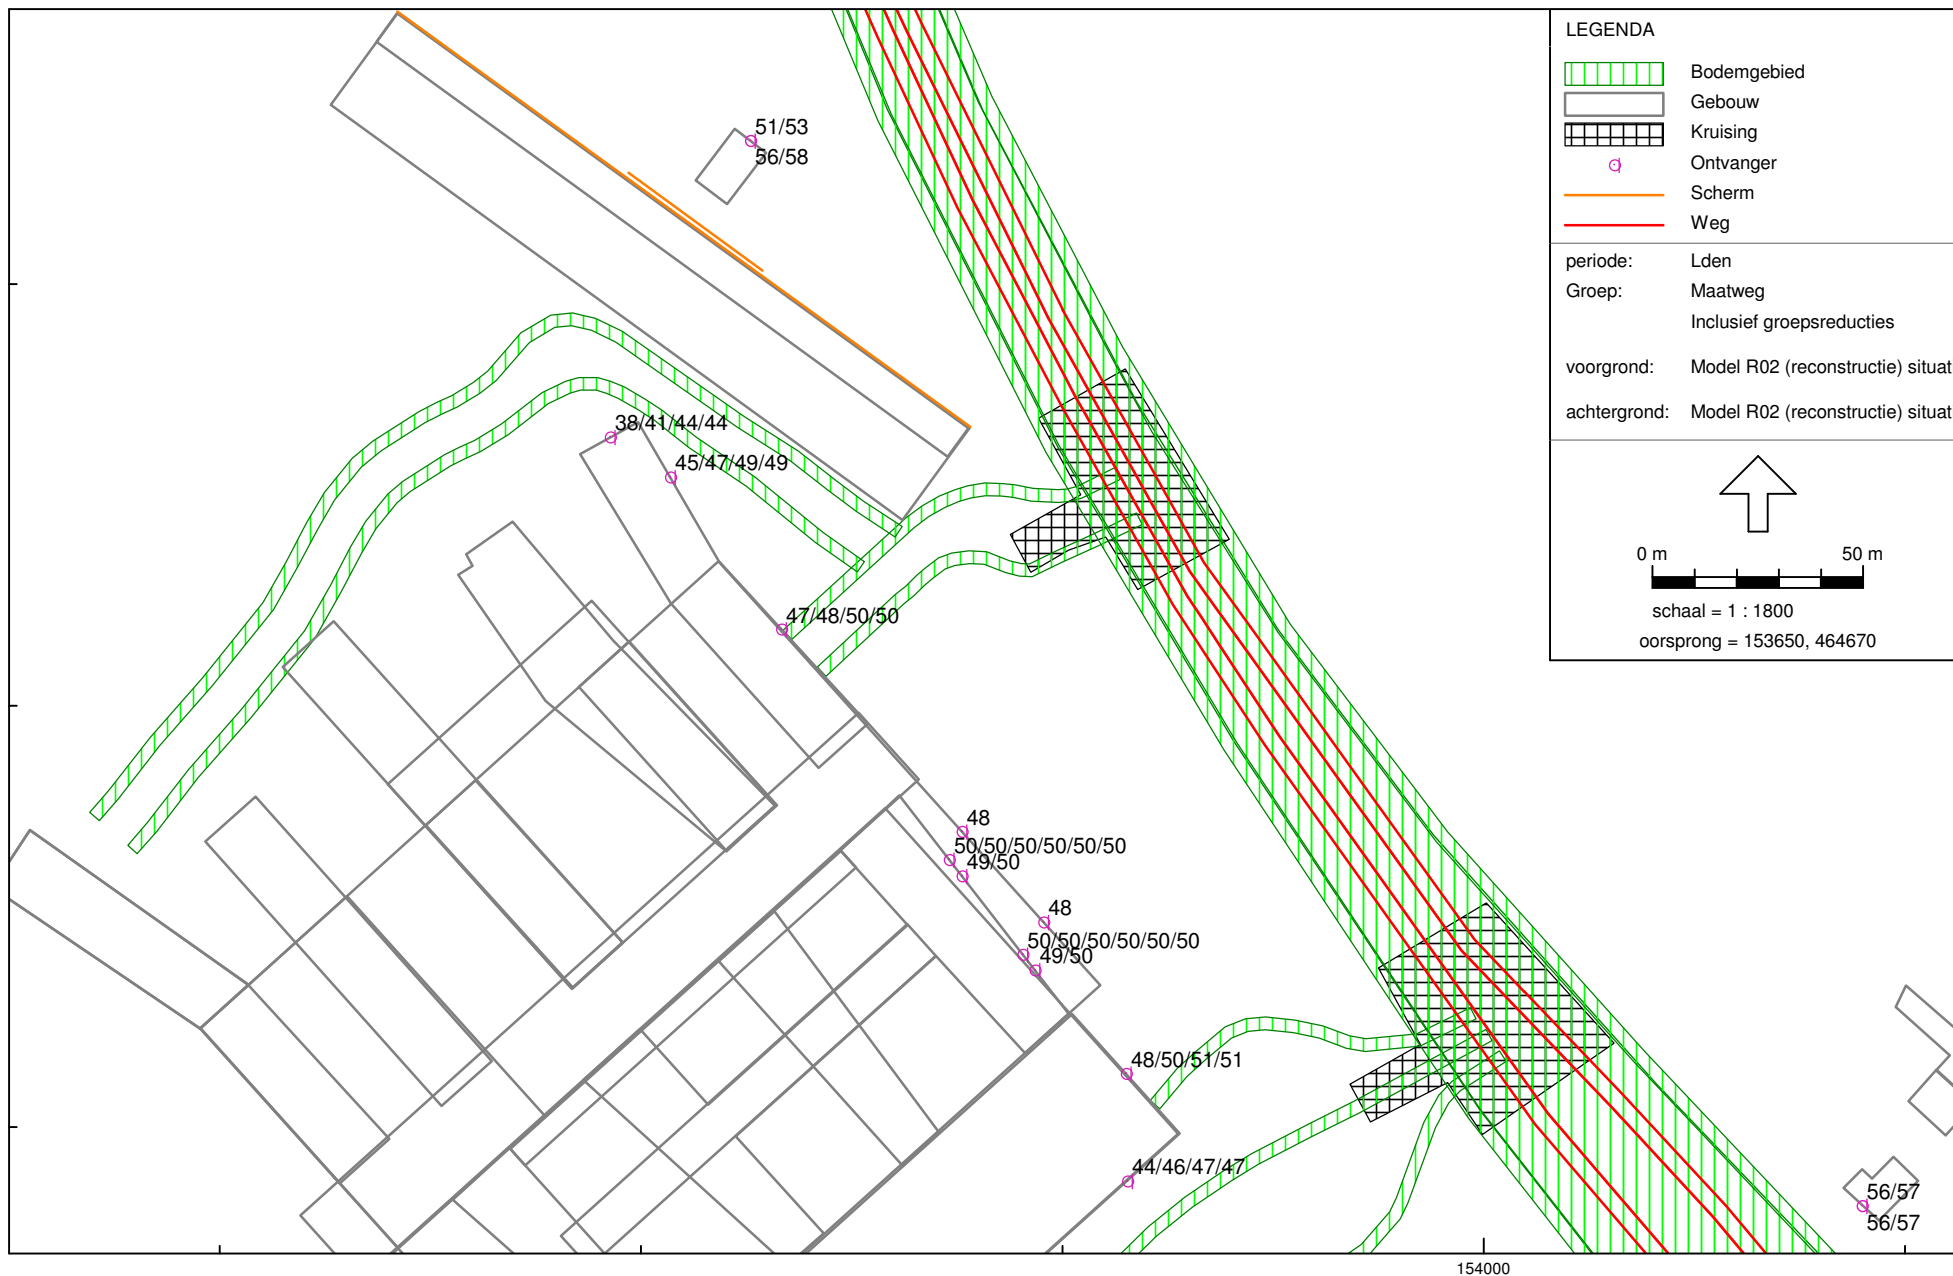 LEGENDA
Bodemgebied
Gebouw
Kruising
Ontvanger
Scherm
Weg
periode: Lden
Groep: Maatweg
Inclusief groepsreducties
voorgrond: Model R02 (reconstructie) situat
achtergrond: Model R02 (reconstructie) situat
0 m 50 m
schaal = 1 : 1800
oorsprong = 153650, 464670
51/53
56/58
38/41/44/44
45/47/49/49
47/48/50/50
48
50/50/50/50/50/50
49/50
48
50/50/50/50/50/50
49/50
48/50/51/51
44/46/47/47
56/57
56/57
154000